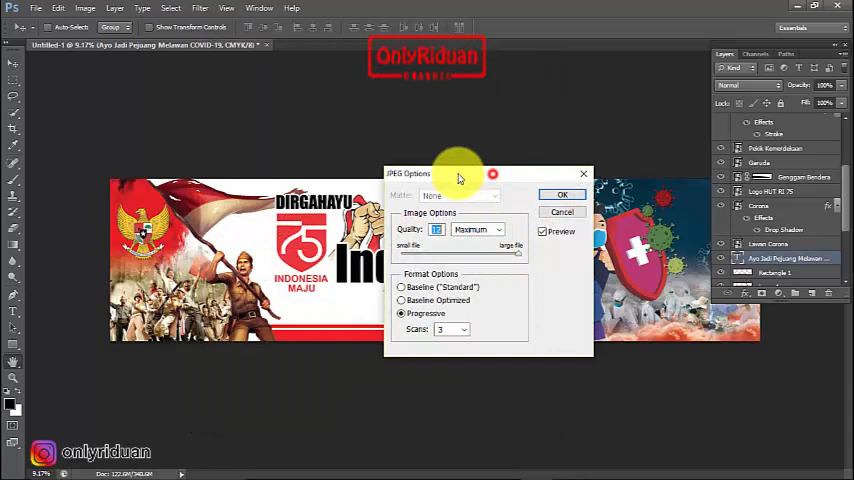 Ps File Edit Image Layer Type Select Filter View Window Help
Auto-Select: Group Show Transform Controls Essentials
Untitled-1 @ 9.17% (Ayo Jadi Pejuang Melawan COVID-19, CMYK/8) * ×
OnlyRiduan
GRAPHIC
Layers Channels Paths
Kind
Normal Opacity: 100%
Lock: Fill: 100%
Effects
Stroke
Pekik Kemerdekaan
Garuda
Genggam Bendera
Logo HUT RI 75
Corona fx
Effects
Drop Shadow
Lawan Corona
T Ayo Jadi Pejuang Melawan ...
Rectangle 1
JPEG Options
Matte: None
OK
Image Options
Cancel
Quality: 12 Maximum
Preview
small file large file
Format Options
Baseline ("Standard")
Baseline Optimized
Progressive
Scans: 3
DIRGAHAYU
75
INDONESIA
MAJU
Ind
onlyriduan
9.17% Doc: 122.6M/340.6M